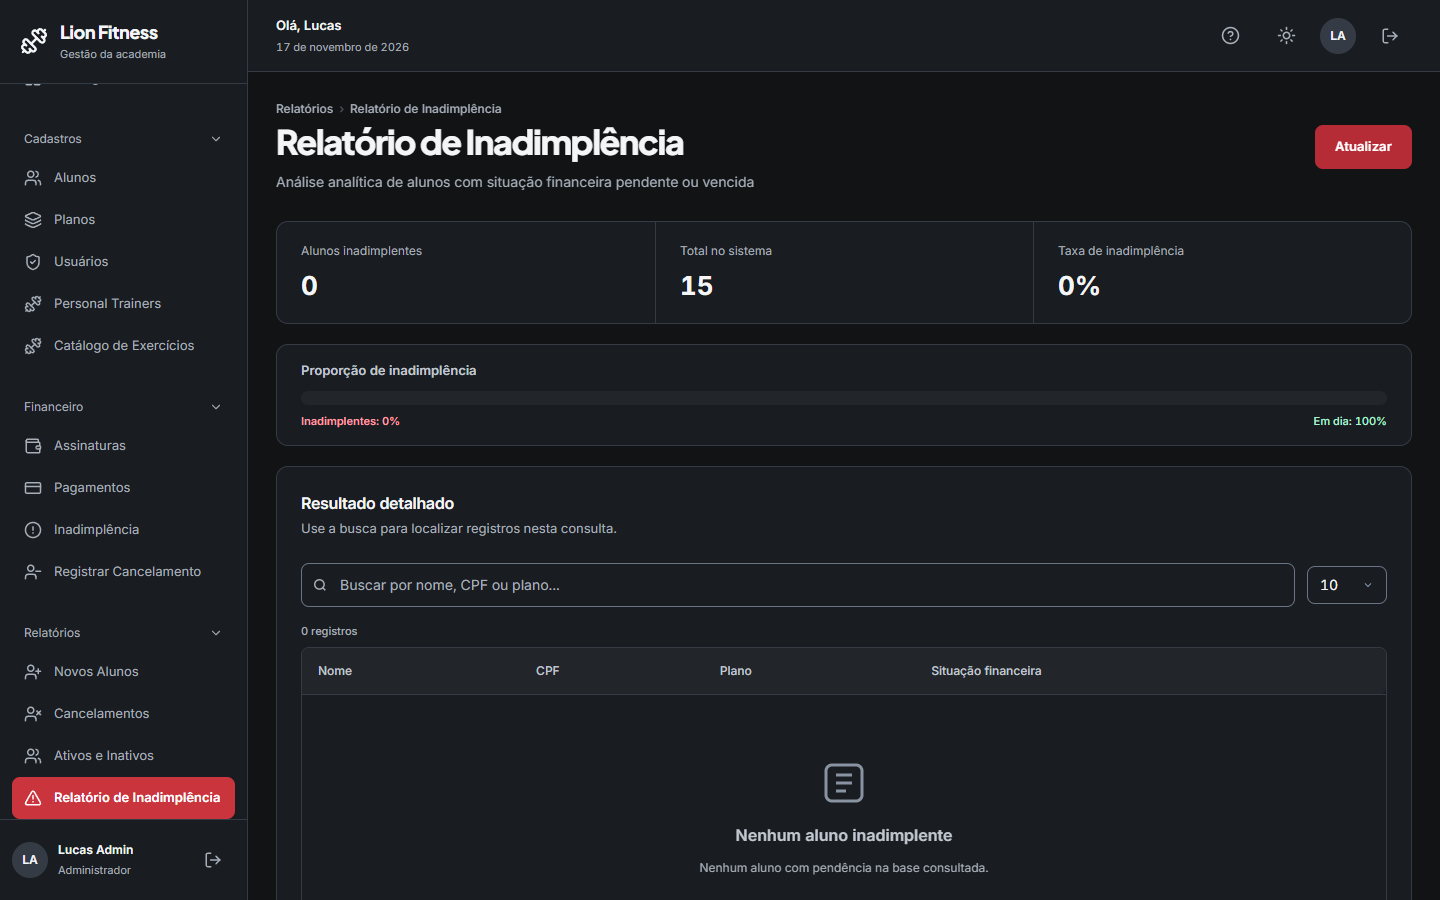 Lion Fitness
Gestão da academia
Cadastros
Alunos
Planos
Usuários
Personal Trainers
Catálogo de Exercícios
Financeiro
Assinaturas
Pagamentos
Inadimplência
Registrar Cancelamento
Relatórios
Novos Alunos
Cancelamentos
Ativos e Inativos
Relatório de Inadimplência
LA
Lucas Admin
Administrador
Olá, Lucas
17 de novembro de 2026
LA
Relatórios › Relatório de Inadimplência
Relatório de Inadimplência
Análise analítica de alunos com situação financeira pendente ou vencida
Atualizar
Alunos inadimplentes
0
Total no sistema
15
Taxa de inadimplência
0%
Proporção de inadimplência
Inadimplentes: 0%
Em dia: 100%
Resultado detalhado
Use a busca para localizar registros nesta consulta.
Buscar por nome, CPF ou plano...
10
0 registros
Nome CPF Plano Situação financeira
Nenhum aluno inadimplente
Nenhum aluno com pendência na base consultada.